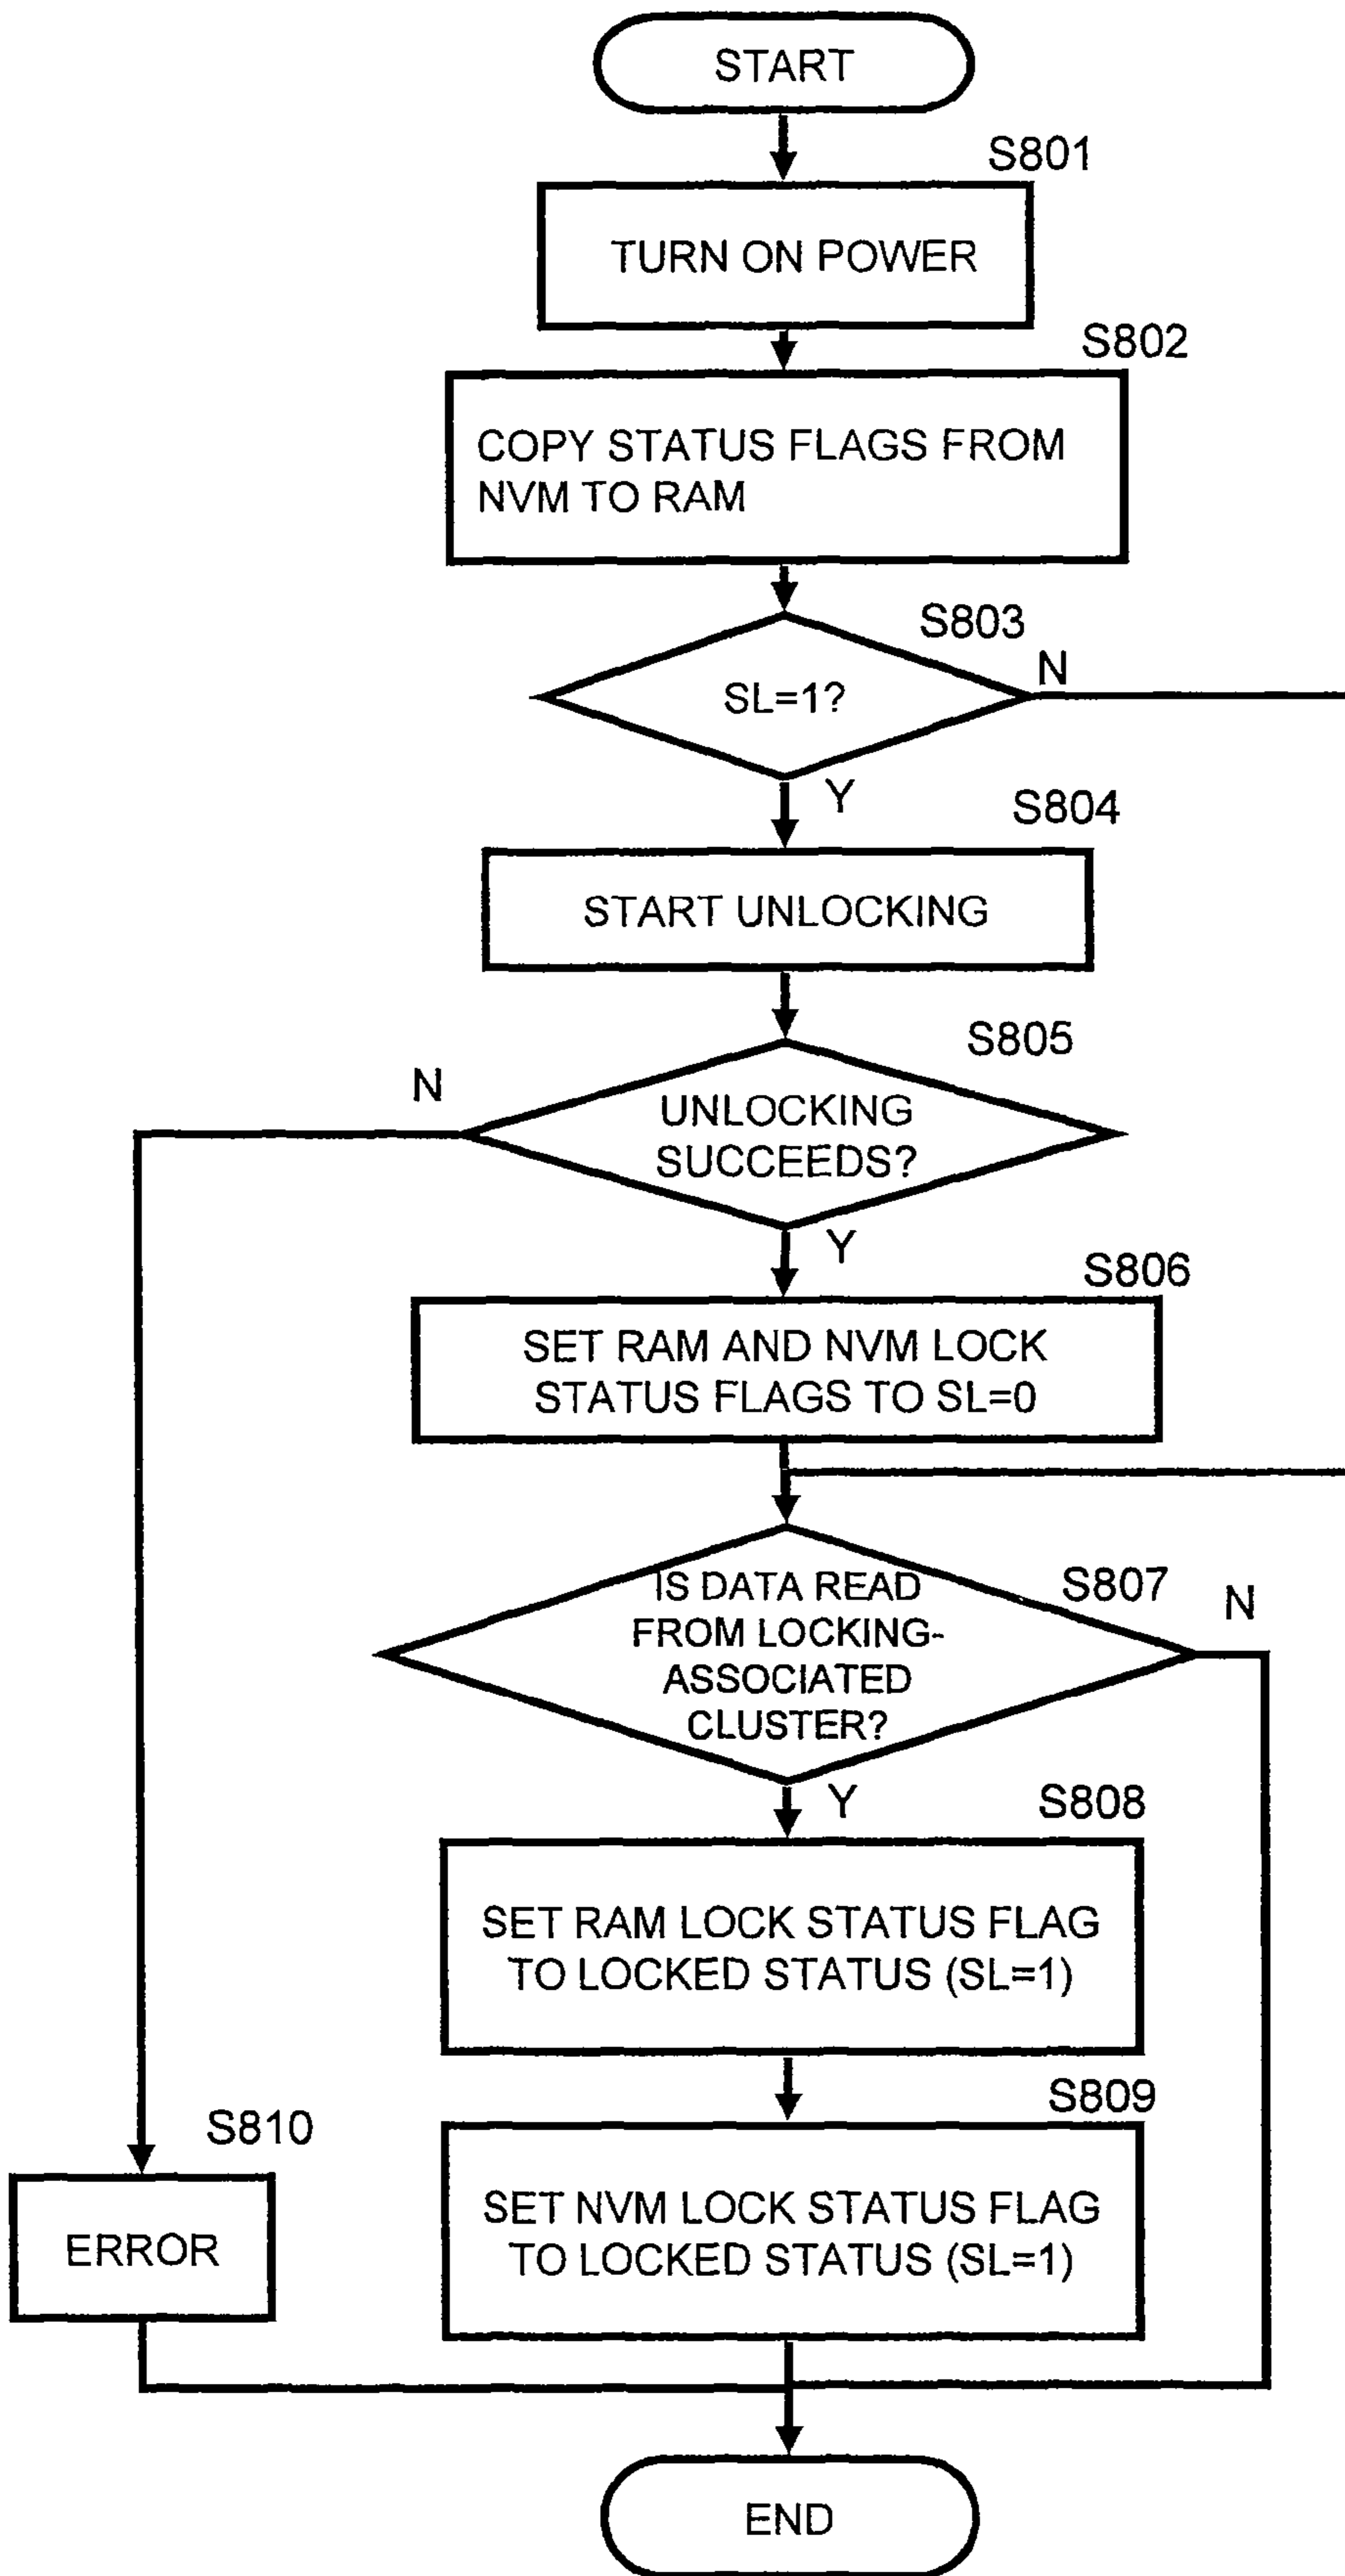 START
S801
TURN ON POWER
S802
COPY STATUS FLAGS FROM
NVM TO RAM
S803
SL=1?
N
Y
S804
START UNLOCKING
S805
N
UNLOCKING
SUCCEEDS?
Y
S806
SET RAM AND NVM LOCK
STATUS FLAGS TO SL=0
S807
N
IS DATA READ
FROM LOCKING-
ASSOCIATED
CLUSTER?
Y
S808
SET RAM LOCK STATUS FLAG
TO LOCKED STATUS (SL=1)
S809
SET NVM LOCK STATUS FLAG
TO LOCKED STATUS (SL=1)
S810
ERROR
END